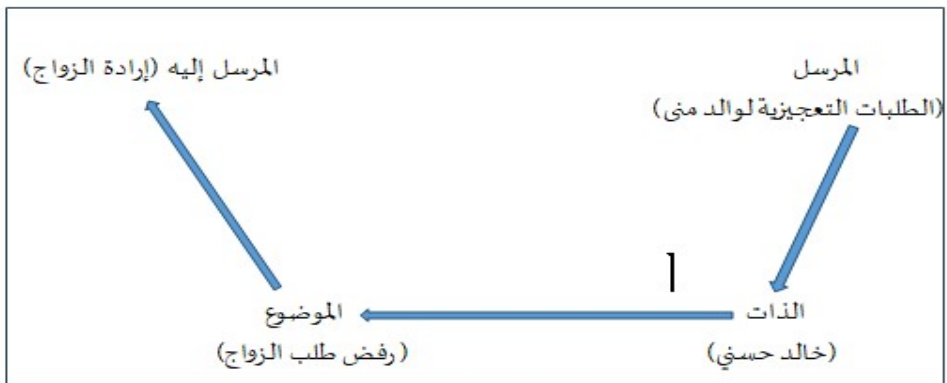 المرسل
(الطلبات التعجيزية لوالد منى)
المرسل إليه (إرادة الزواج)
أ
الذات
(خالد حسني)
الموضوع
(رفض طلب الزواج)